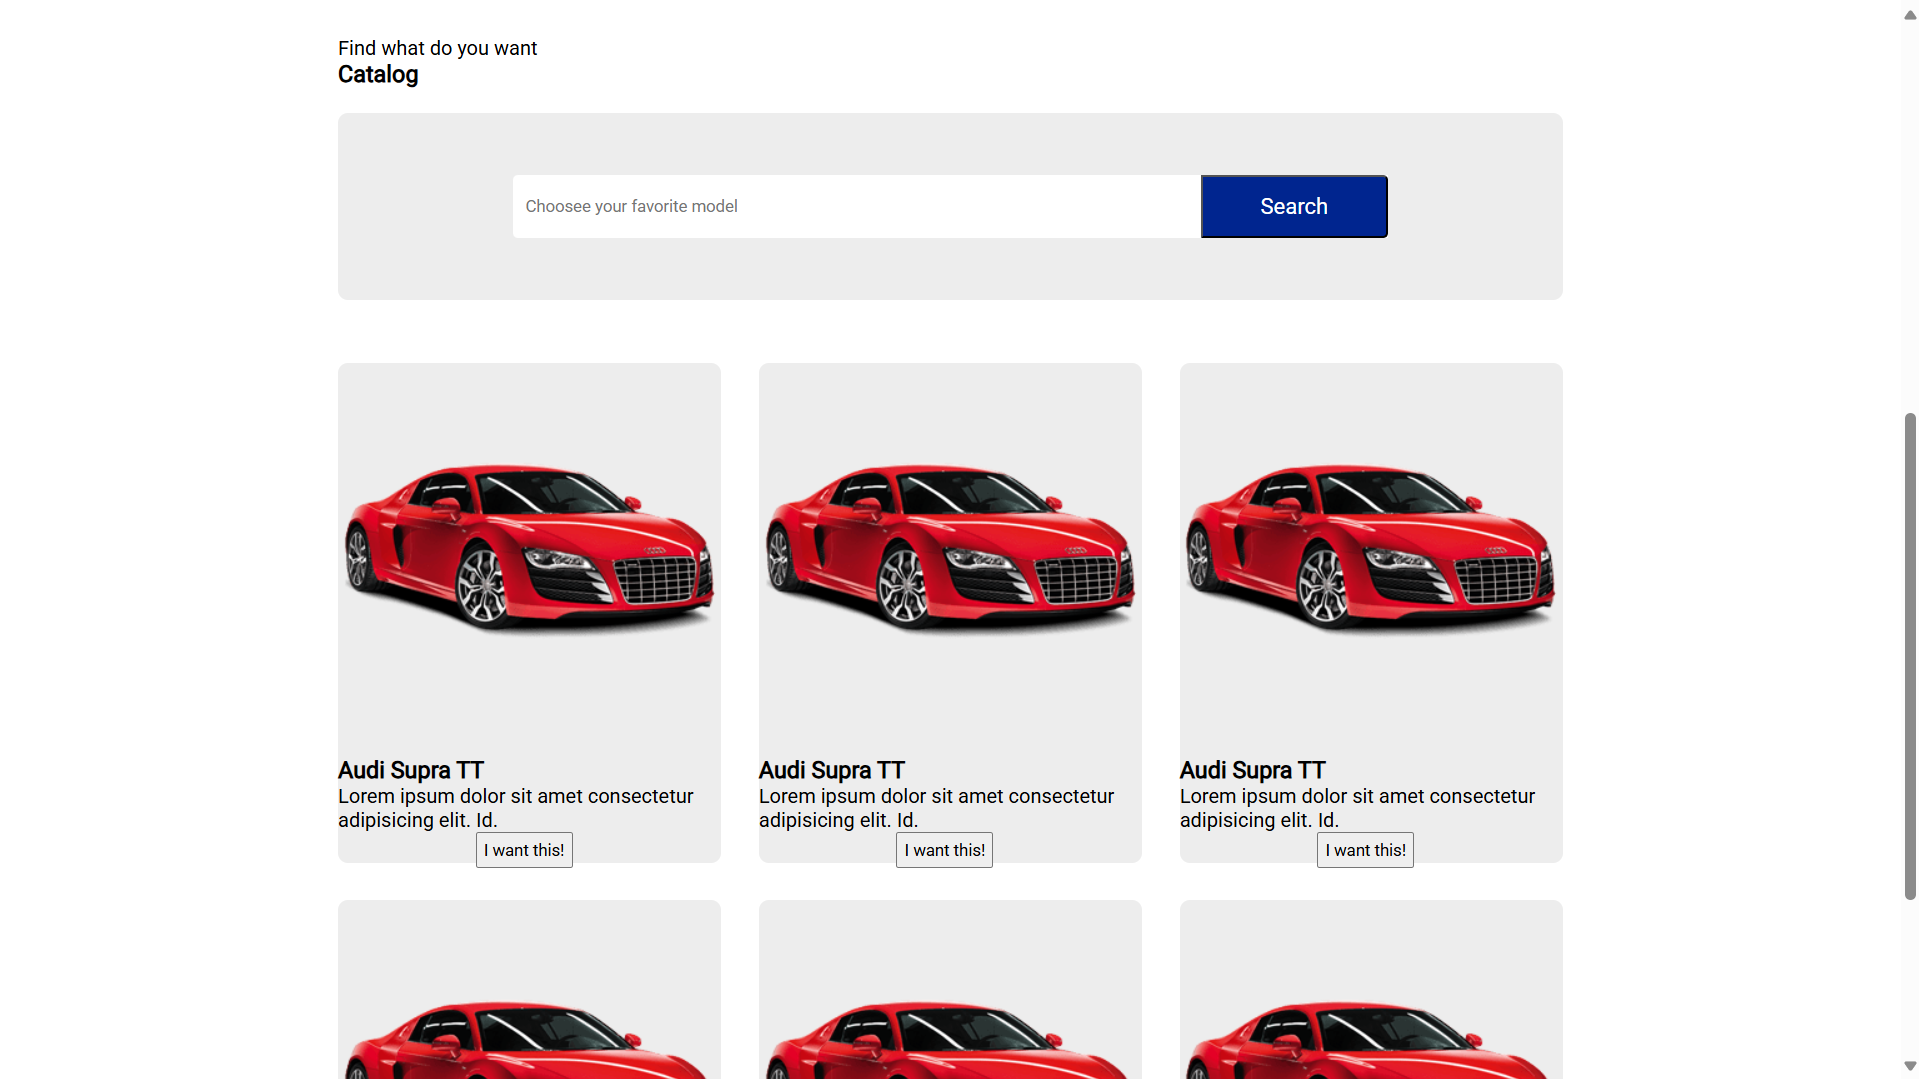 Find what do you want
Catalog
Choosee your favorite model
Search
Audi Supra TT
Lorem ipsum dolor sit amet consectetur
adipisicing elit. Id.
I want this!
Audi Supra TT
Lorem ipsum dolor sit amet consectetur
adipisicing elit. Id.
I want this!
Audi Supra TT
Lorem ipsum dolor sit amet consectetur
adipisicing elit. Id.
I want this!